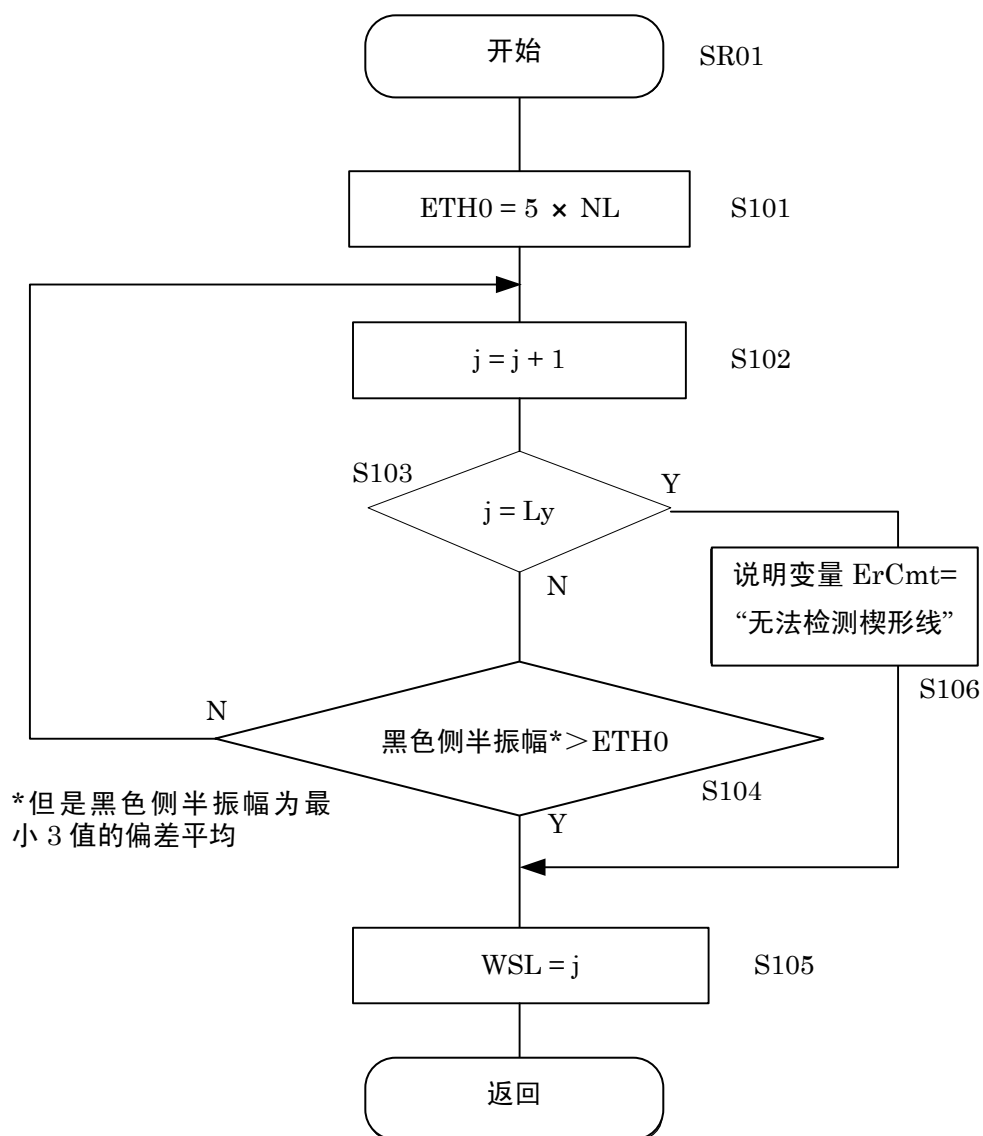 开始
SR01
ETH0 = 5 × NL
S101
j = j + 1
S102
S103
j = Ly
Y
N
说明变量 ErCmt=
“无法检测楔形线”
S106
N
黑色侧半振幅*＞ETH0
S104
*但是黑色侧半振幅为最
小 3 值的偏差平均
Y
WSL = j
S105
返回